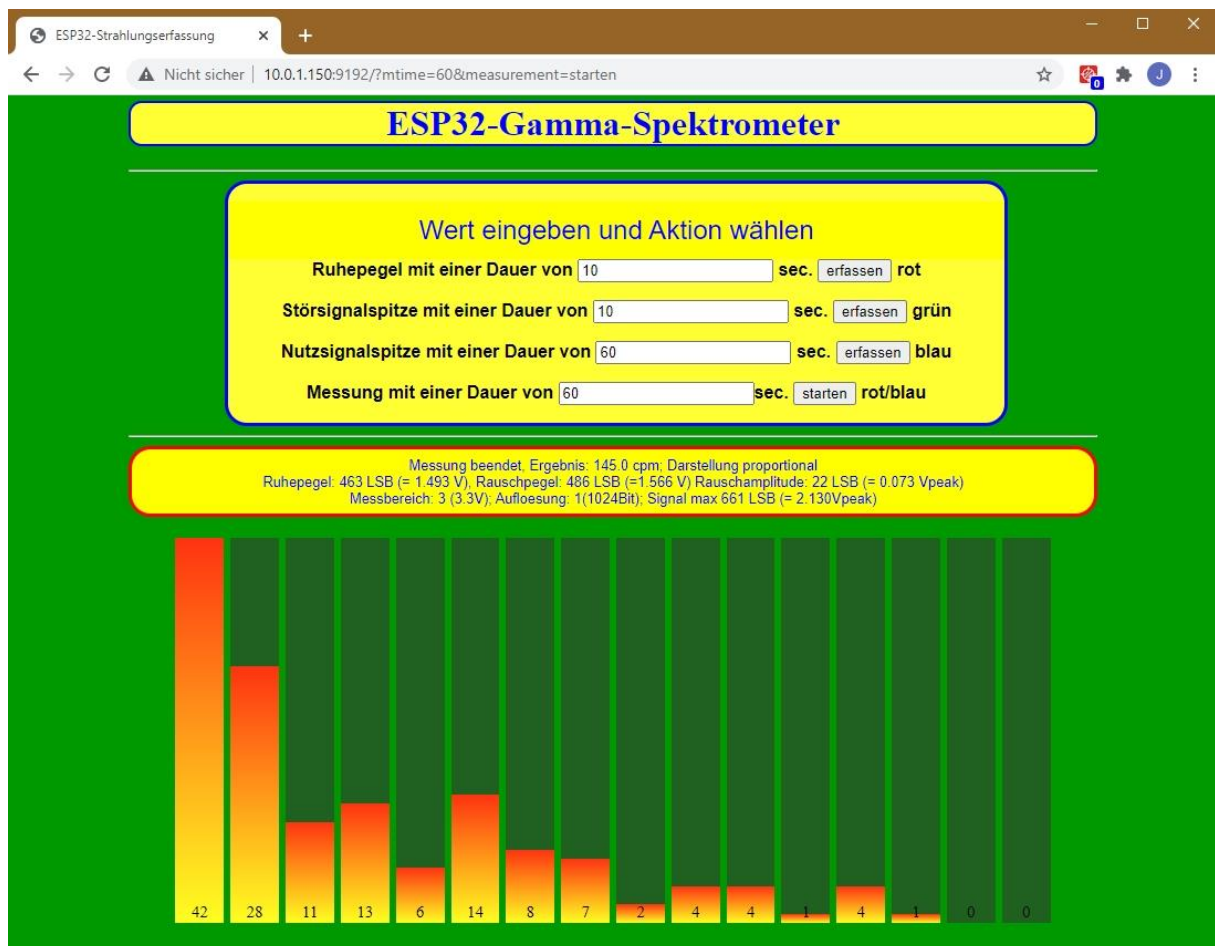 ESP32-Strahlungserfassung
Nicht sicher | 10.0.1.150:9192/?mtime=60&measurement=starten
0
J
ESP32-Gamma-Spektrometer
Wert eingeben und Aktion wählen
Ruhepegel mit einer Dauer von 10 sec. erfassen rot
Störsignalspitze mit einer Dauer von 10 sec. erfassen grün
Nutzsignalspitze mit einer Dauer von 60 sec. erfassen blau
Messung mit einer Dauer von 60 sec. starten rot/blau
Messung beendet, Ergebnis: 145.0 cpm; Darstellung proportional
Ruhepegel: 463 LSB (= 1.493 V), Rauschpegel: 486 LSB (=1.566 V) Rauschamplitude: 22 LSB (= 0.073 Vpeak)
Messbereich: 3 (3.3V); Aufloesung: 1(1024Bit); Signal max 661 LSB (= 2.130Vpeak)
42 28 11 13 6 14 8 7 2 4 4 1 4 1 0 0